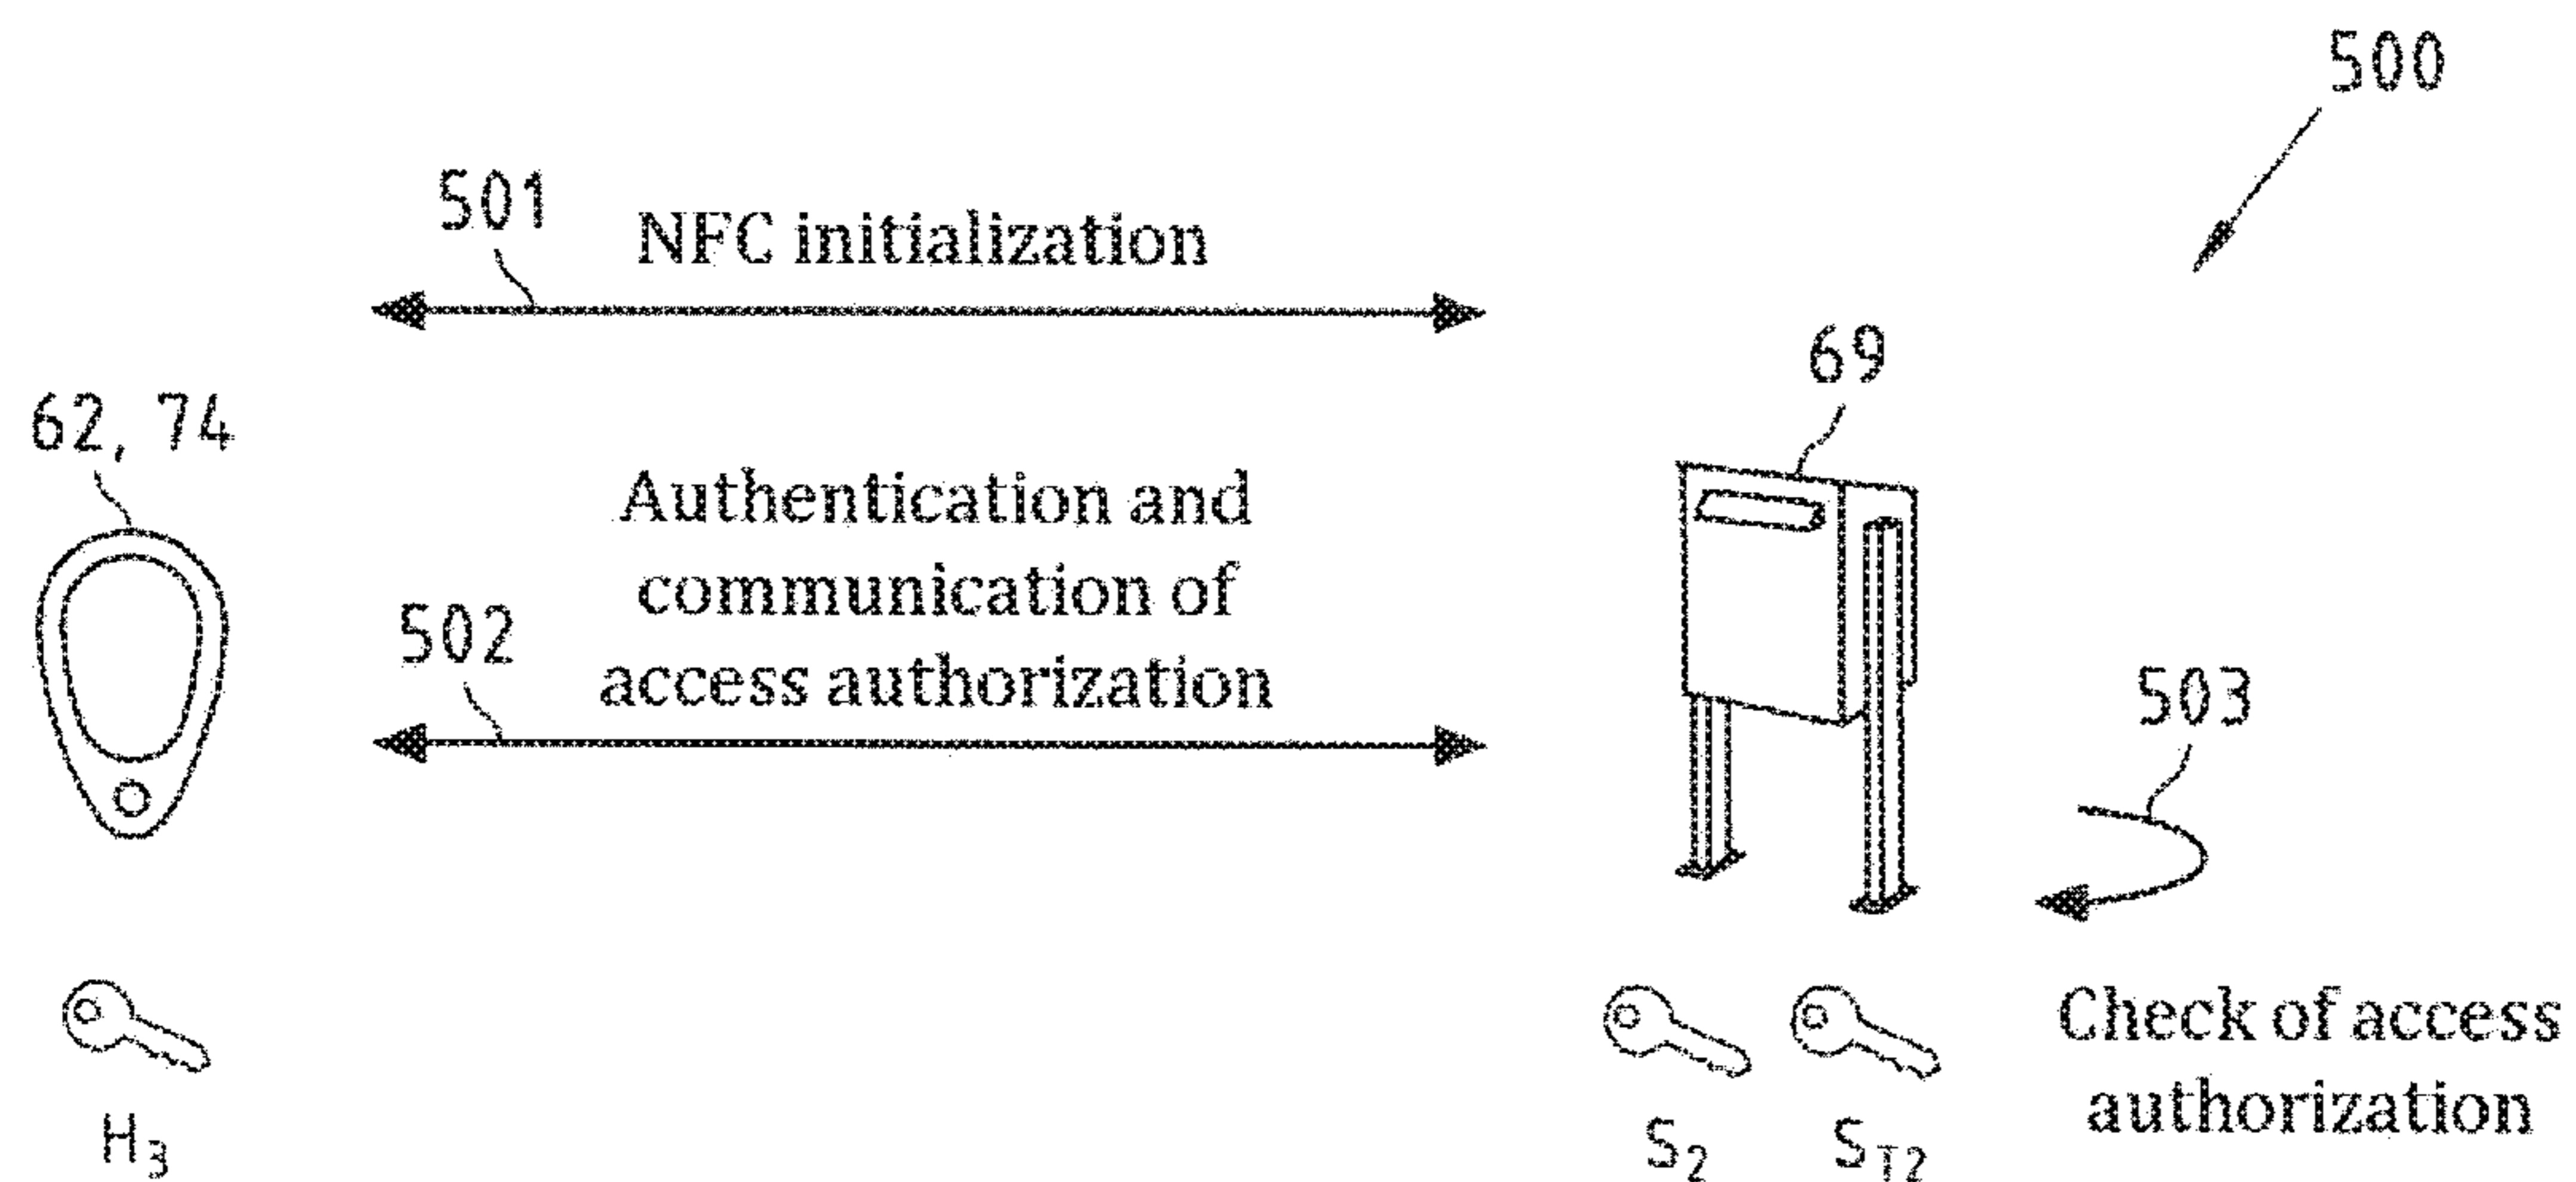 500
501
NFC initialization
69
62, 74
Authentication and
communication of
access authorization
502
503
Check of access
authorization
H3
S2
ST2